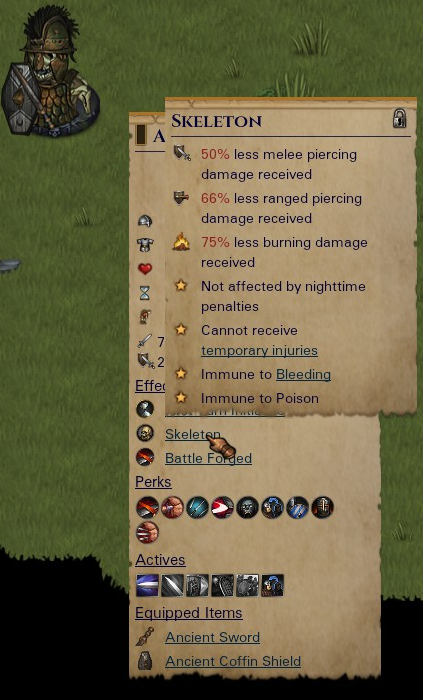 A
SKELETON
50% less melee piercing
damage received
66% less ranged piercing
damage received
75% less burning damage
received
Not affected by nighttime
penalties
Cannot receive
temporary injuries
Immune to Bleeding
Immune to Poison
7
2
Effec
Skeleton
Battle Forged
Perks
Actives
Equipped Items
Ancient Sword
Ancient Coffin Shield